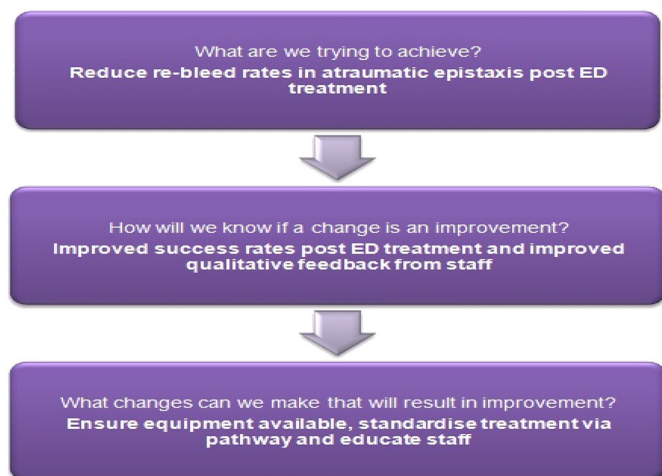 What are we trying to achieve?
Reduce re-bleed rates in atraumatic epistaxis post ED
treatment
How will we know if a change is an improvement?
Improved success rates post ED treatment and improved
qualitative feedback from staff
What changes can we make that will result in improvement?
Ensure equipment available, standardise treatment via
pathway and educate staff